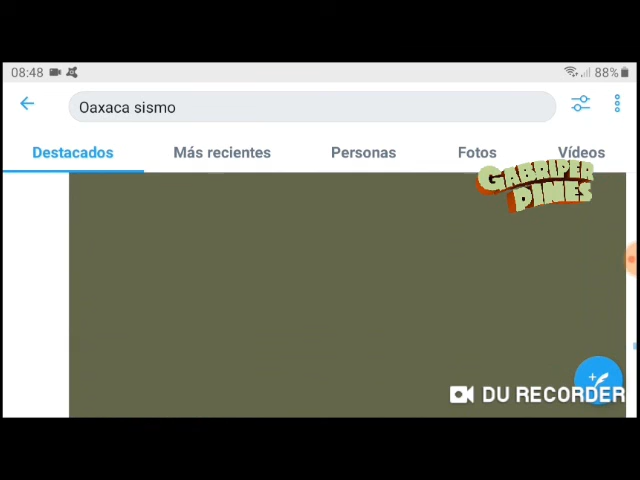 08:48 88%
Oaxaca sismo
Destacados Más recientes Personas Fotos Vídeos
GABRIPER
PINES
DU RECORDER